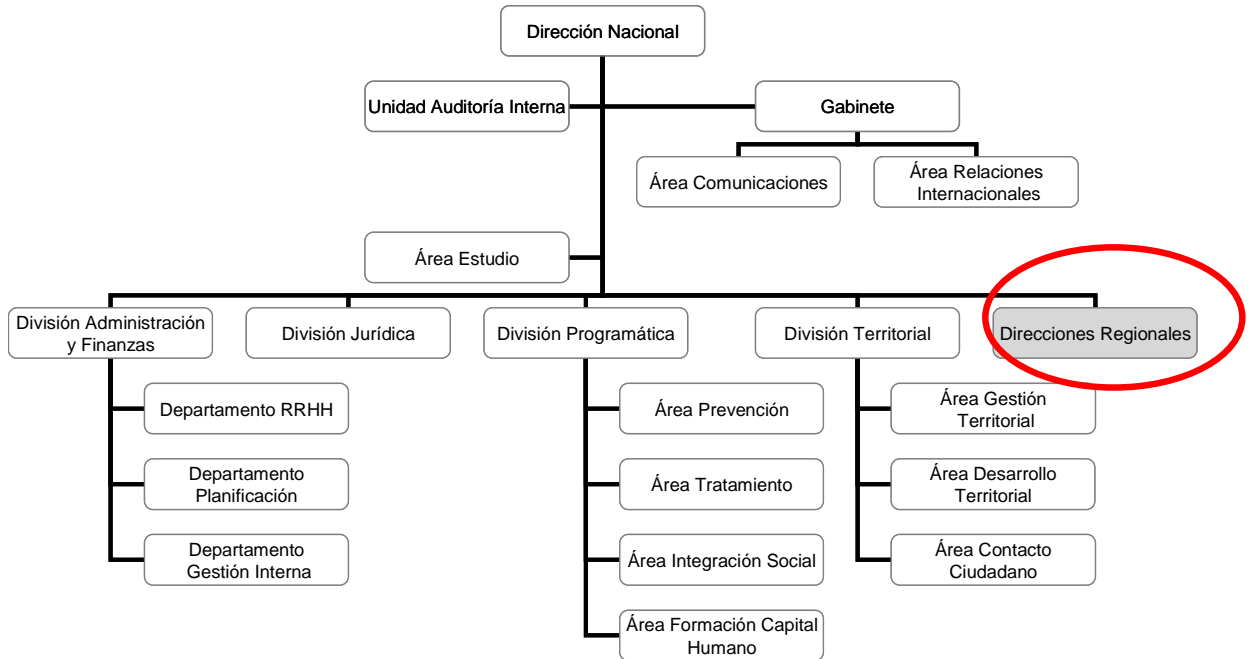 Dirección Nacional
Unidad Auditoría Interna
Gabinete
Área Comunicaciones
Área Relaciones
Internacionales
Área Estudio
División Administración
y Finanzas
División Jurídica
División Programática
División Territorial
Direcciones Regionales
Departamento RRHH
Departamento
Planificación
Departamento
Gestión Interna
Área Prevención
Área Tratamiento
Área Integración Social
Área Formación Capital
Humano
Área Gestión
Territorial
Área Desarrollo
Territorial
Área Contacto
Ciudadano